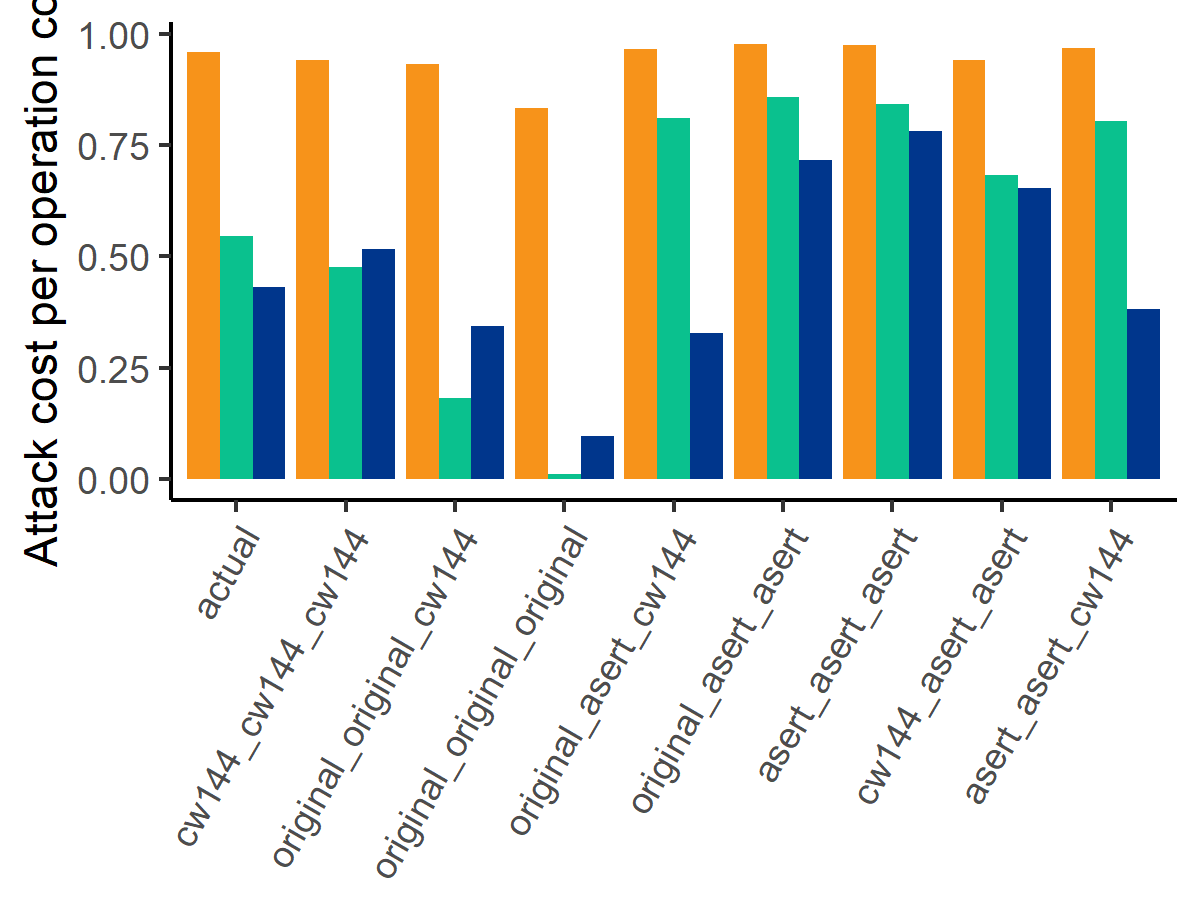 Attack cost per operation
1.00
0.75
0.50
0.25
0.00
actual
cw144_cw144_cw144
original_original_cw144
original_original_original
original_asert_cw144
original_asert_asert
asert_asert_asert
cw144_asert_asert
asert_asert_cw144